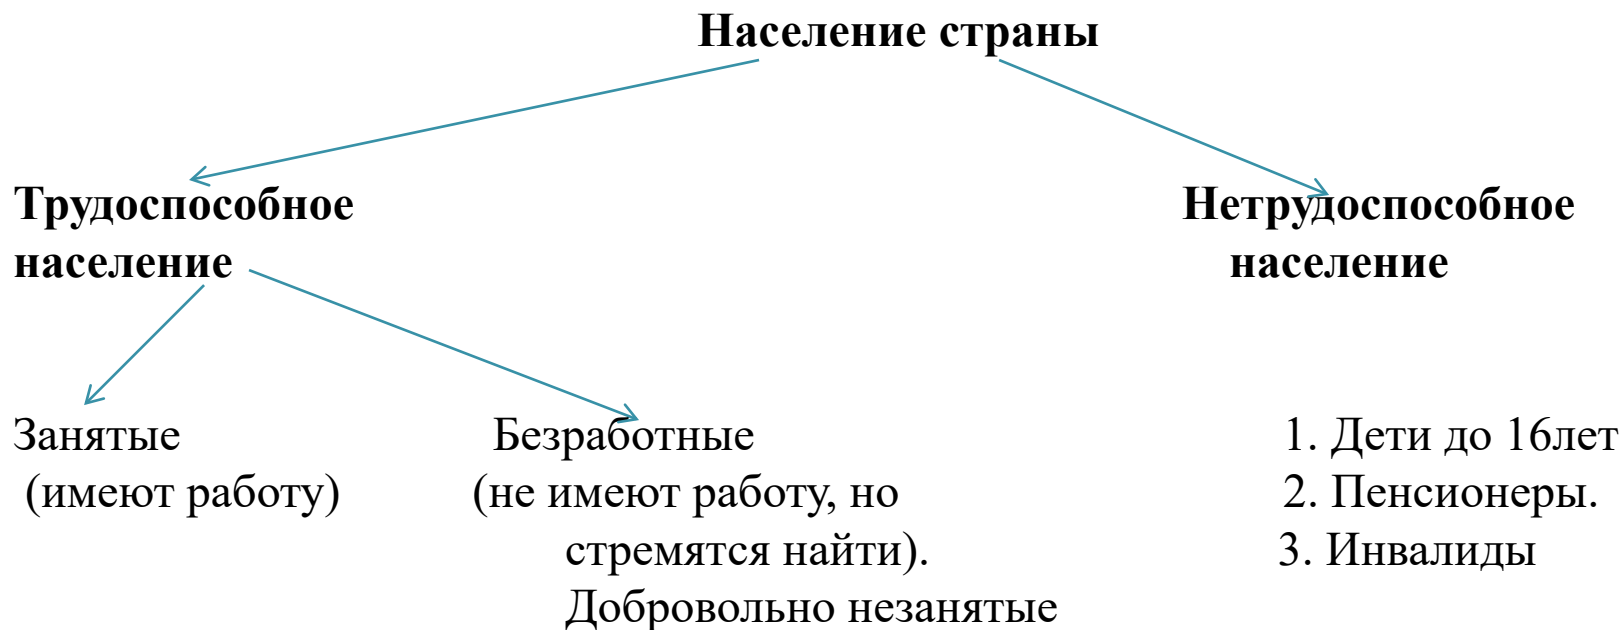 Население страны
Трудоспособное
население
Нетрудоспособное
население
Занятые
(имеют работу)
Безработные
(не имеют работу, но
стремятся найти).
Добровольно незанятые
1. Дети до 16лет
2. Пенсионеры.
3. Инвалиды